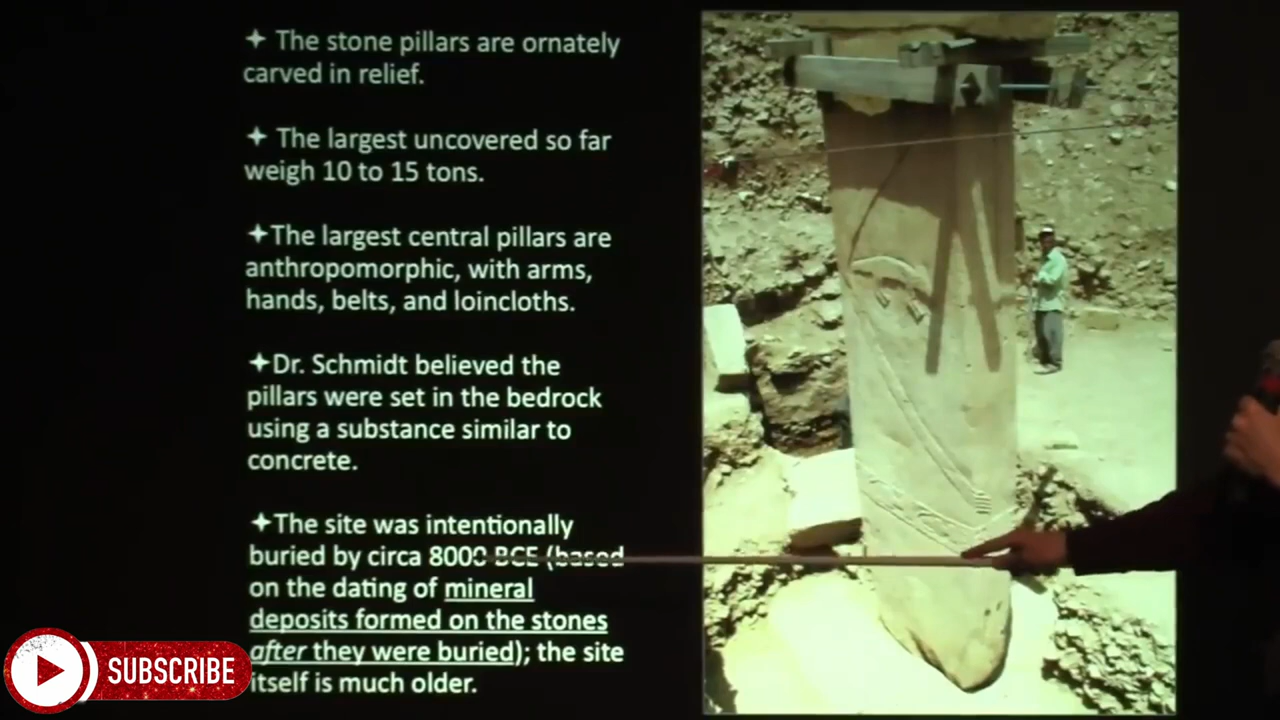 ✦ The stone pillars are ornately
carved in relief.
✦ The largest uncovered so far
weigh 10 to 15 tons.
✦The largest central pillars are
anthropomorphic, with arms,
hands, belts, and loincloths.
✦Dr. Schmidt believed the
pillars were set in the bedrock
using a substance similar to
concrete.
✦The site was intentionally
buried by circa 8000 BCE (based
on the dating of mineral
deposits formed on the stones
after they were buried); the site
itself is much older.
SUBSCRIBE